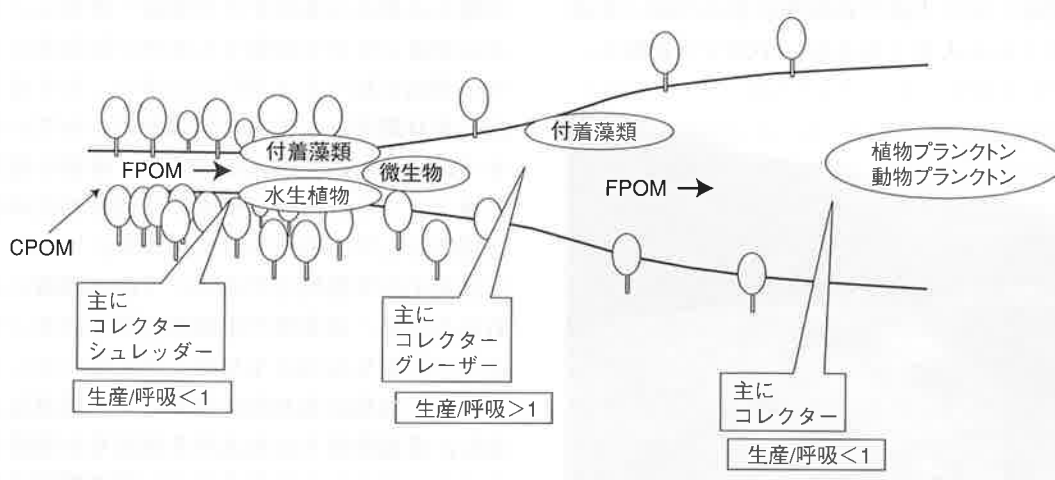 付着藻類
付着藻類
FPOM
微生物
水生植物
FPOM
植物プランクトン
動物プランクトン
CPOM
主に
コレクター
シュレッダー
生産/呼吸<1
主に
コレクター
グレーザー
生産/呼吸>1
主に
コレクター
生産/呼吸<1